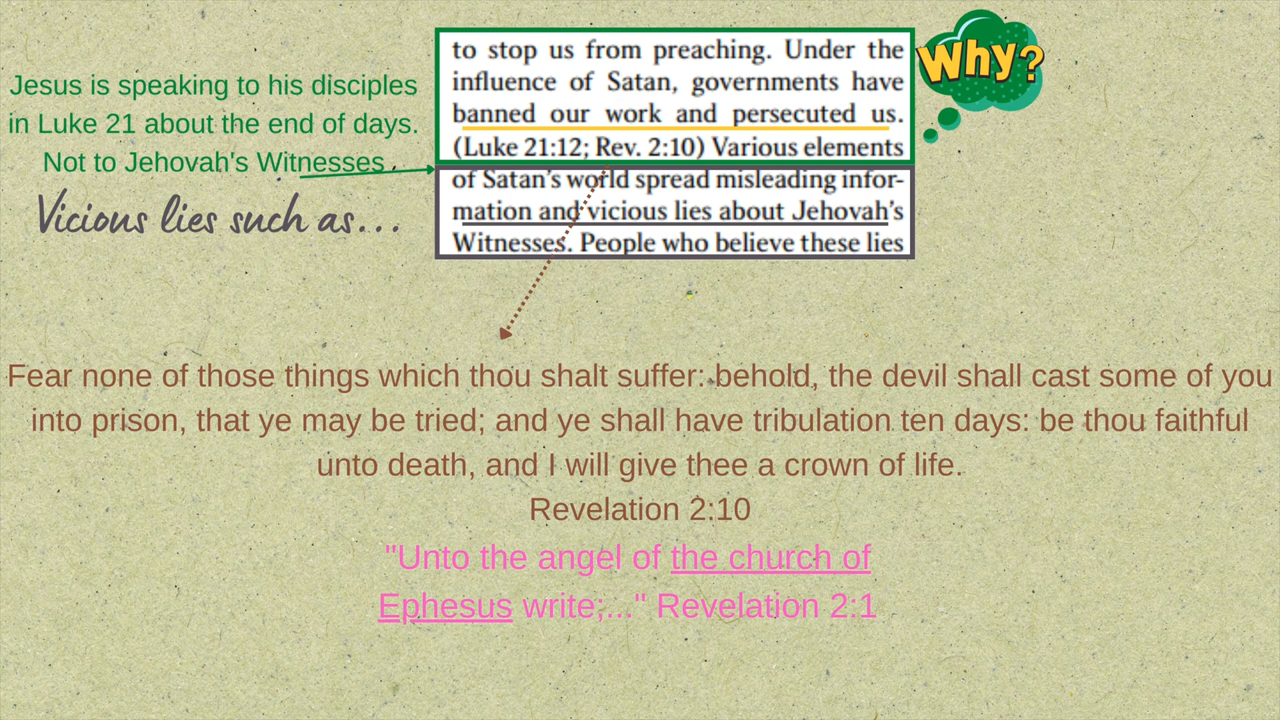 Jesus is speaking to his disciples
in Luke 21 about the end of days.
Not to Jehovah's Witnesses
Vicious lies such as...
to stop us from preaching. Under the
influence of Satan, governments have
banned our work and persecuted us.
(Luke 21:12; Rev. 2:10) Various elements
of Satan's world spread misleading infor-
mation and vicious lies about Jehovah's
Witnesses. People who believe these lies
Why?
Fear none of those things which thou shalt suffer: behold, the devil shall cast some of you
into prison, that ye may be tried; and ye shall have tribulation ten days: be thou faithful
unto death, and I will give thee a crown of life.
Revelation 2:10
"Unto the angel of the church of
Ephesus write;..." Revelation 2:1